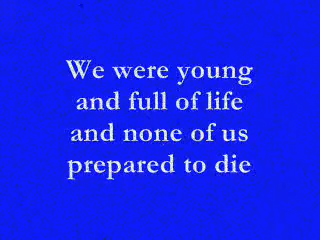 We were young
and full of life
and none of us
prepared to die